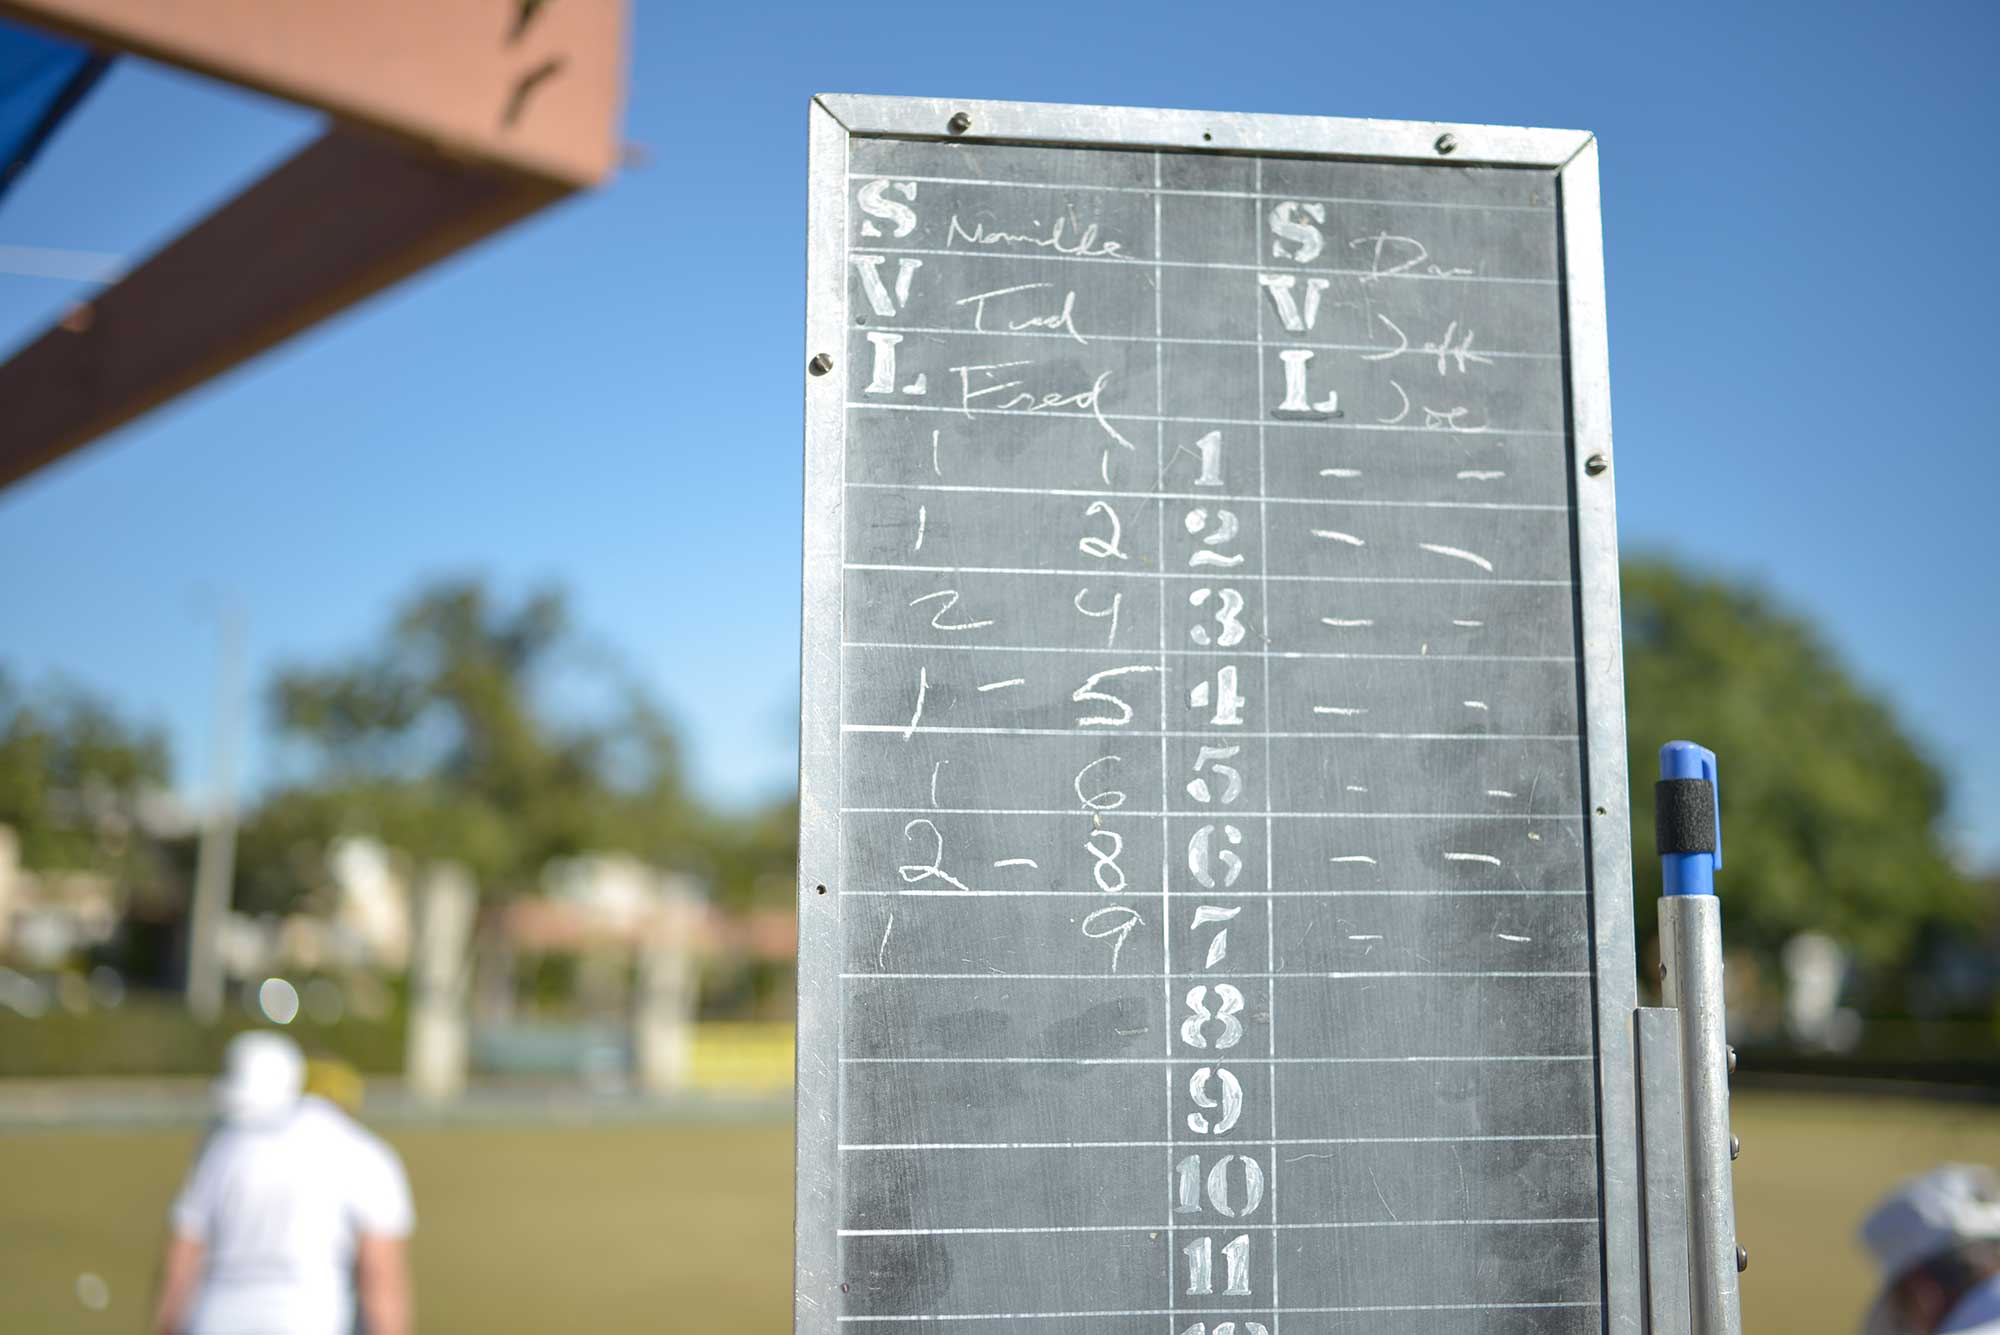 S S Dan
V Ted V Jeff
L Fred L Joe
1 1 1 - -
1 2 2 - -
2 4 3 - -
1 - 5 4 - -
1 6 5 - -
2 - 8 6 - -
1 9 7 - -
8
9
10
11